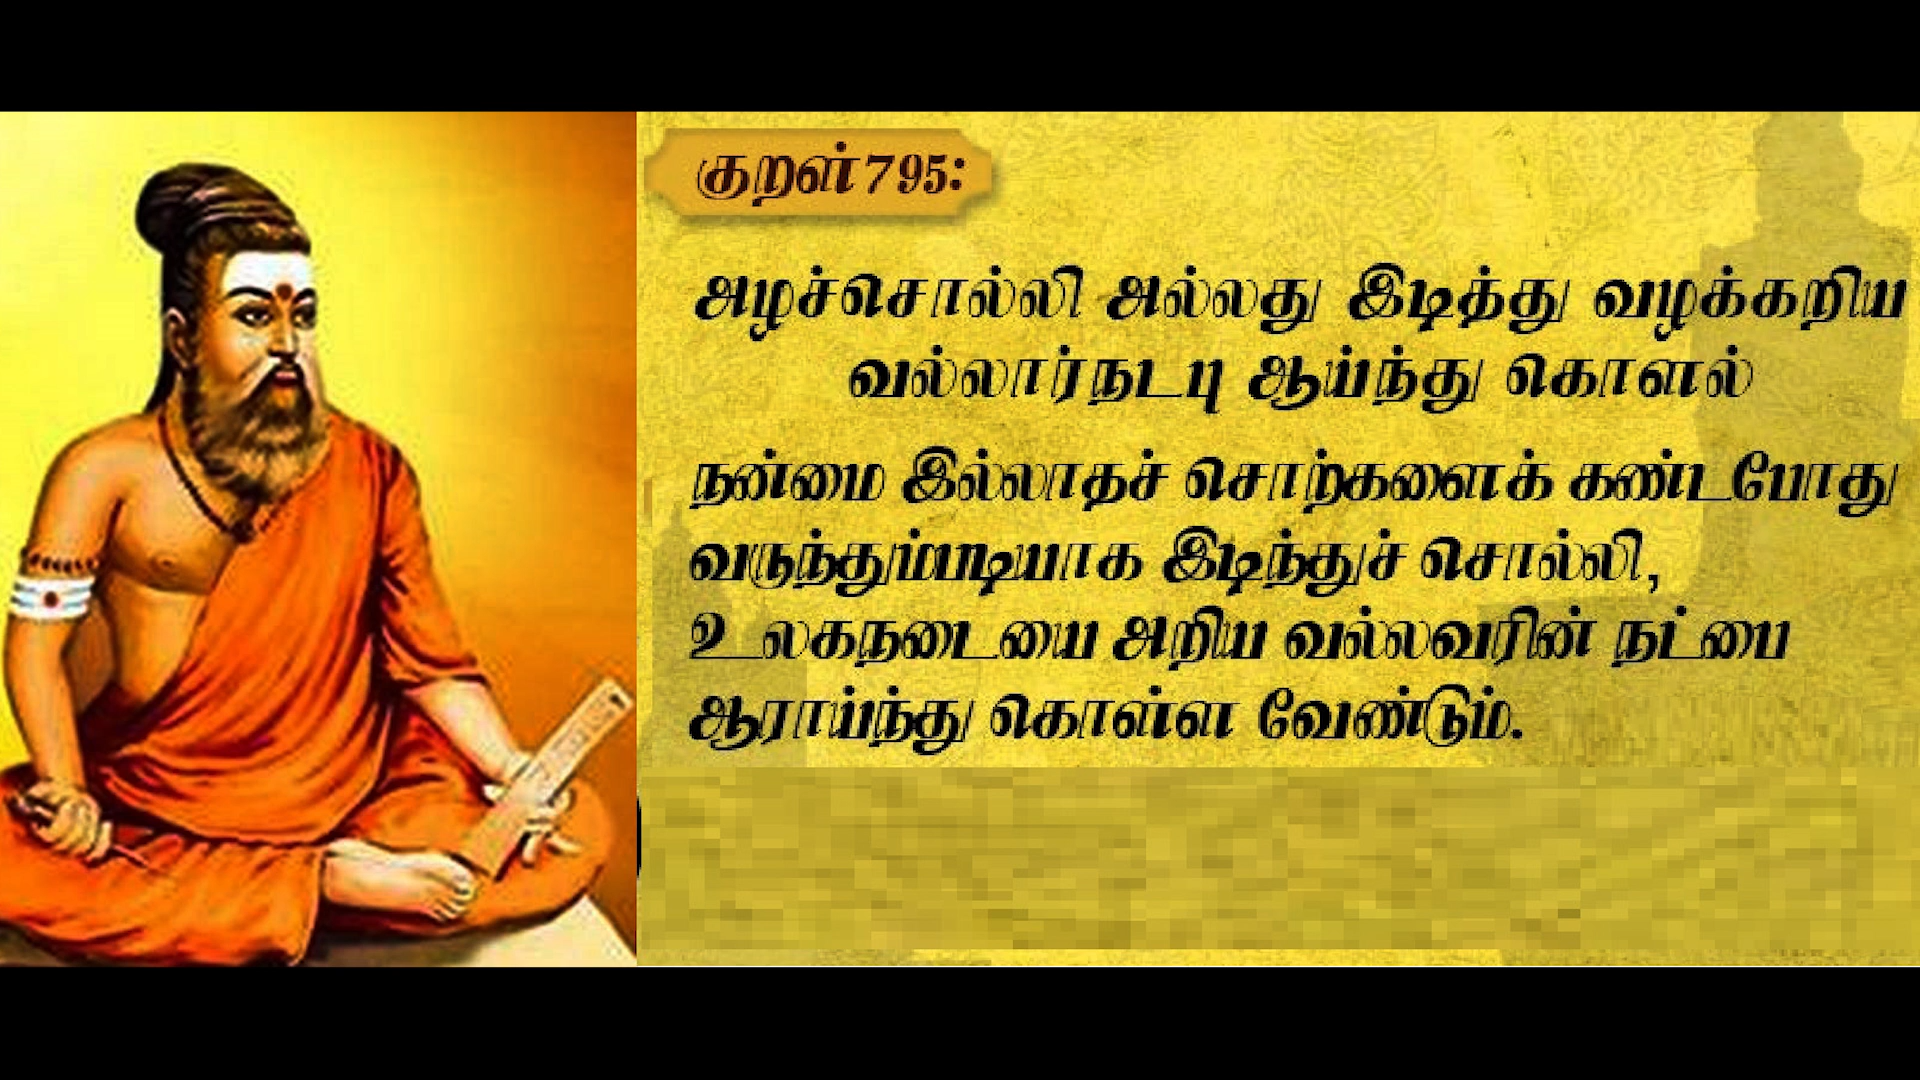 குறள் 795:
அழச்சொல்லி அல்லது இடித்து வழக்கறிய
வல்லார்நடபு ஆய்ந்து கொளல்
நன்மை இல்லாதச் சொற்களைக் கண்டபோது
வருந்தும்படியாக இடிந்துச் சொல்லி,
உலகநடையை அறிய வல்லவரின் நட்பை
ஆராய்ந்து கொள்ள வேண்டும்.